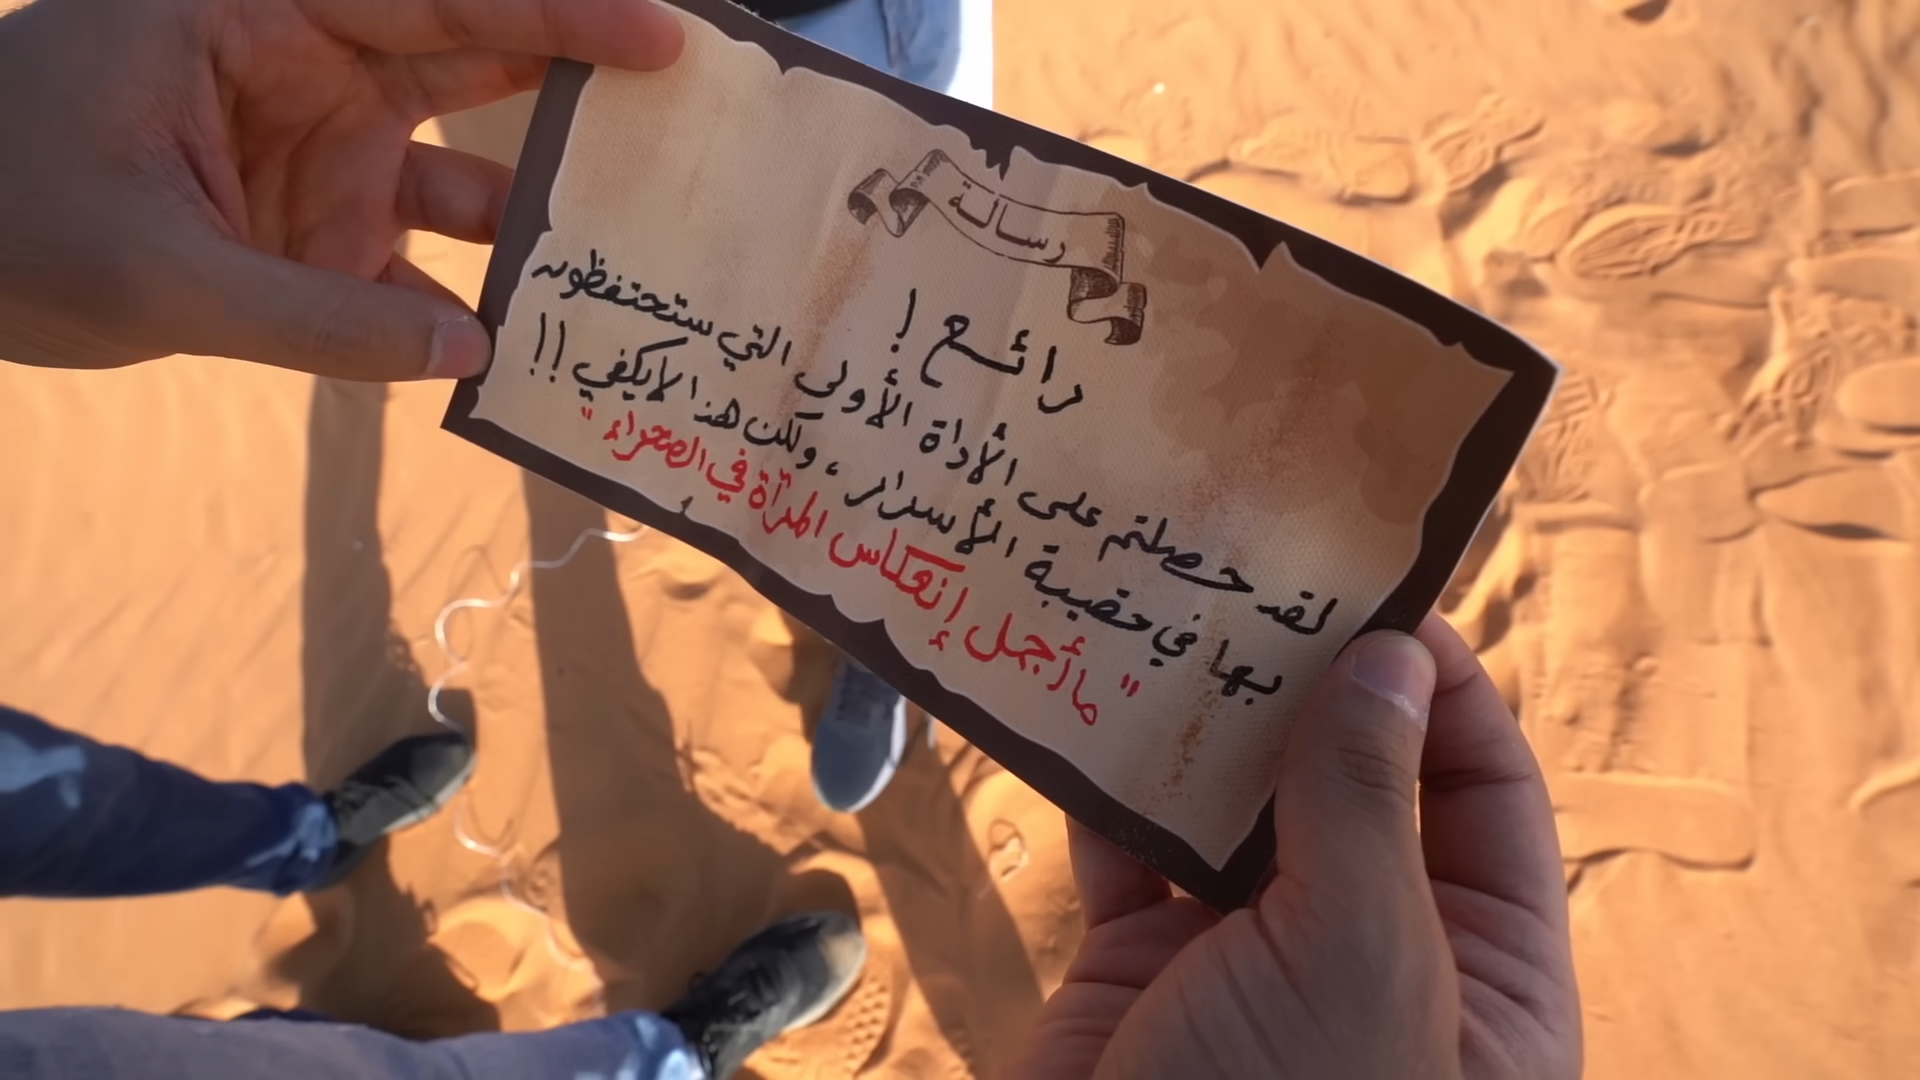 رسالة
رائع !
لقد حصلتم على الأداة الأولى التي ستحتفظون
بها في حقيبة الأسرار ، ولكن هذا لا يكفي !!
"ما أجمل إنعكاس المرآة في الصحراء"